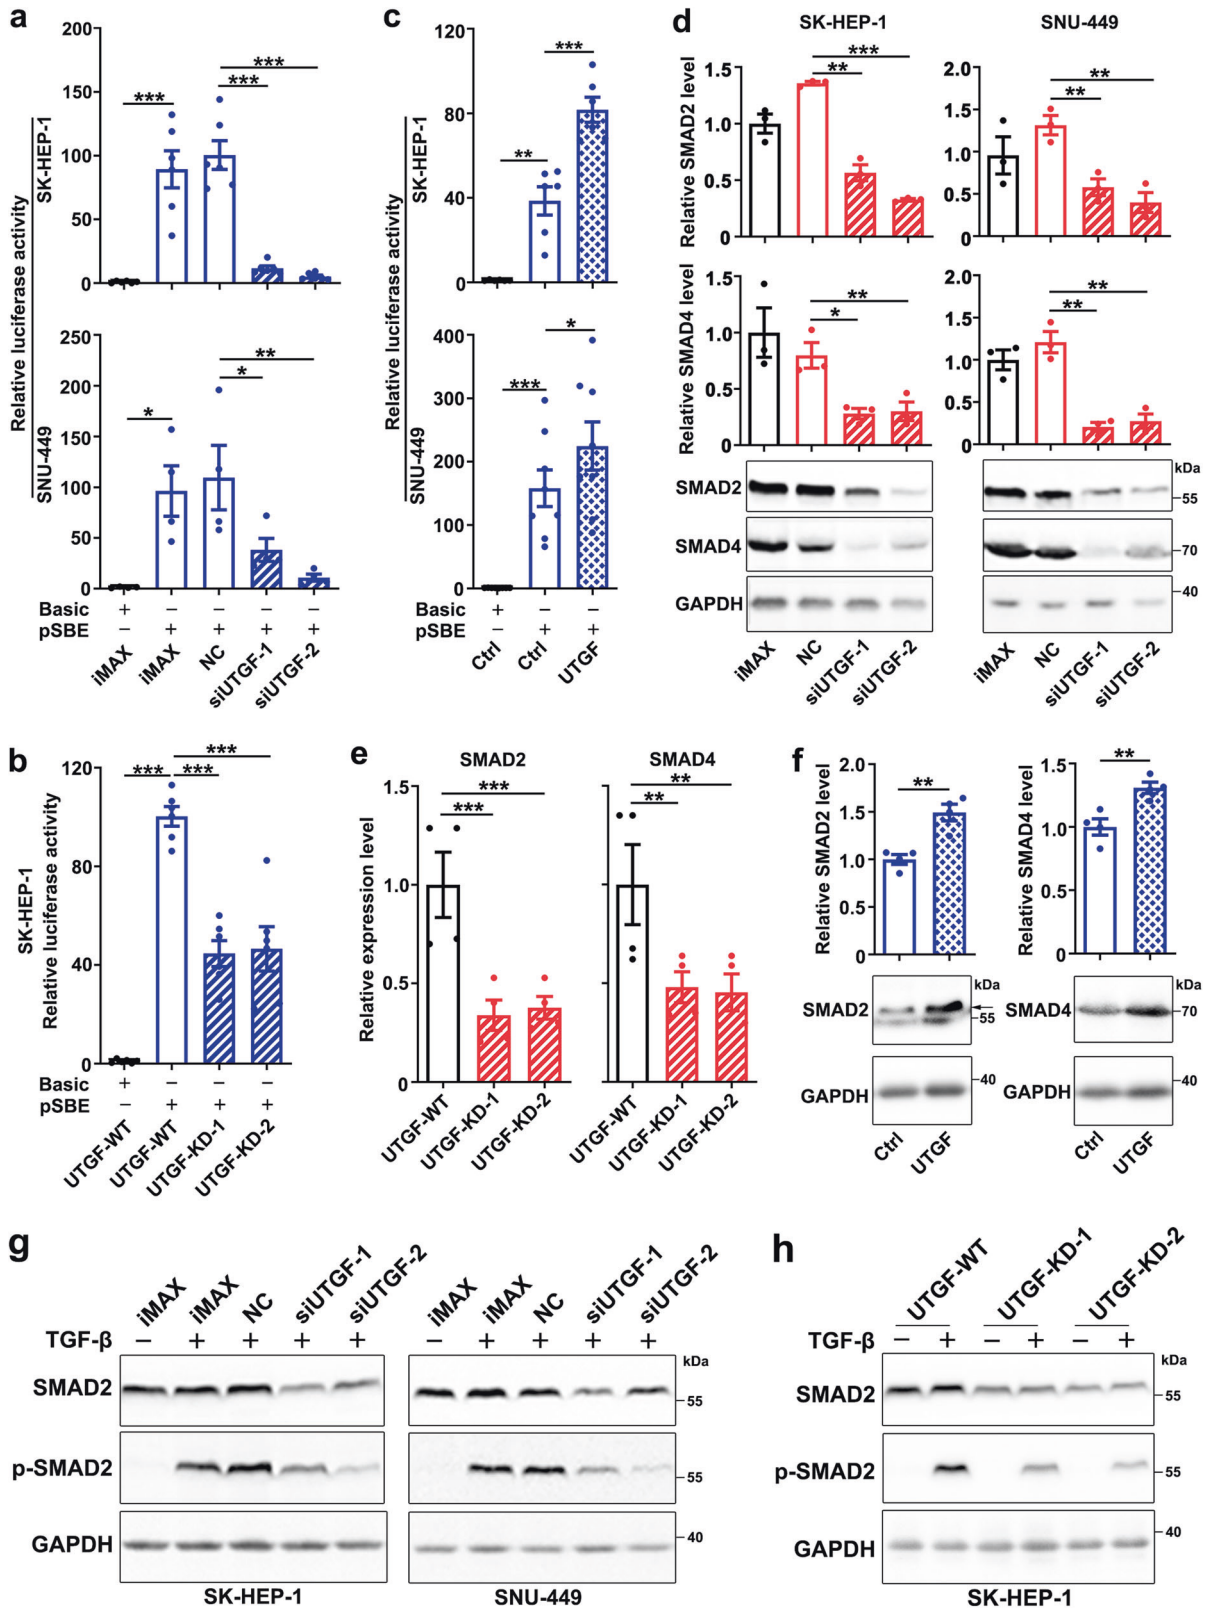 a
200
150
100
50
0
***
***
***
SK-HEP-1
Relative luciferase activity
SNU-449
250
200
150
100
50
0
*
**
*
Basic + − − − −
pSBE − + + + +
iMAX iMAX NC siUTGF-1 siUTGF-2
c
120
80
40
0
***
**
SK-HEP-1
Relative luciferase activity
SNU-449
400
300
200
100
0
*
***
Basic + − −
pSBE − + +
Ctrl Ctrl UTGF
d
SK-HEP-1 SNU-449
Relative SMAD2 level
1.5
1.0
0.5
0
***
**
2.0
1.5
1.0
0.5
0
**
**
Relative SMAD4 level
1.5
1.0
0.5
0
**
*
2.0
1.5
1.0
0.5
0
**
**
kDa
SMAD2 55
SMAD4 70
GAPDH 40
iMAX NC siUTGF-1 siUTGF-2 iMAX NC siUTGF-1 siUTGF-2
b
SK-HEP-1
Relative luciferase activity
120
80
40
0
***
*** ***
Basic + − − −
pSBE − + + +
UTGF-WT UTGF-WT UTGF-KD-1 UTGF-KD-2
e
SMAD2 SMAD4
Relative expression level
1.5
1.0
0.5
0
***
***
**
**
UTGF-WT UTGF-KD-1 UTGF-KD-2 UTGF-WT UTGF-KD-1 UTGF-KD-2
f
Relative SMAD2 level
2.0
1.5
1.0
0.5
0
**
Relative SMAD4 level
1.5
1.0
0.5
0
**
kDa kDa
SMAD2 55 SMAD4 70
GAPDH 40 GAPDH 40
Ctrl UTGF Ctrl UTGF
g
iMAX iMAX NC siUTGF-1 siUTGF-2 iMAX iMAX NC siUTGF-1 siUTGF-2
TGF-β − + + + + − + + + +
kDa
SMAD2 55
p-SMAD2 55
GAPDH 40
SK-HEP-1 SNU-449
h
UTGF-WT UTGF-KD-1 UTGF-KD-2
TGF-β − + − + − +
kDa
SMAD2 55
p-SMAD2 55
GAPDH 40
SK-HEP-1